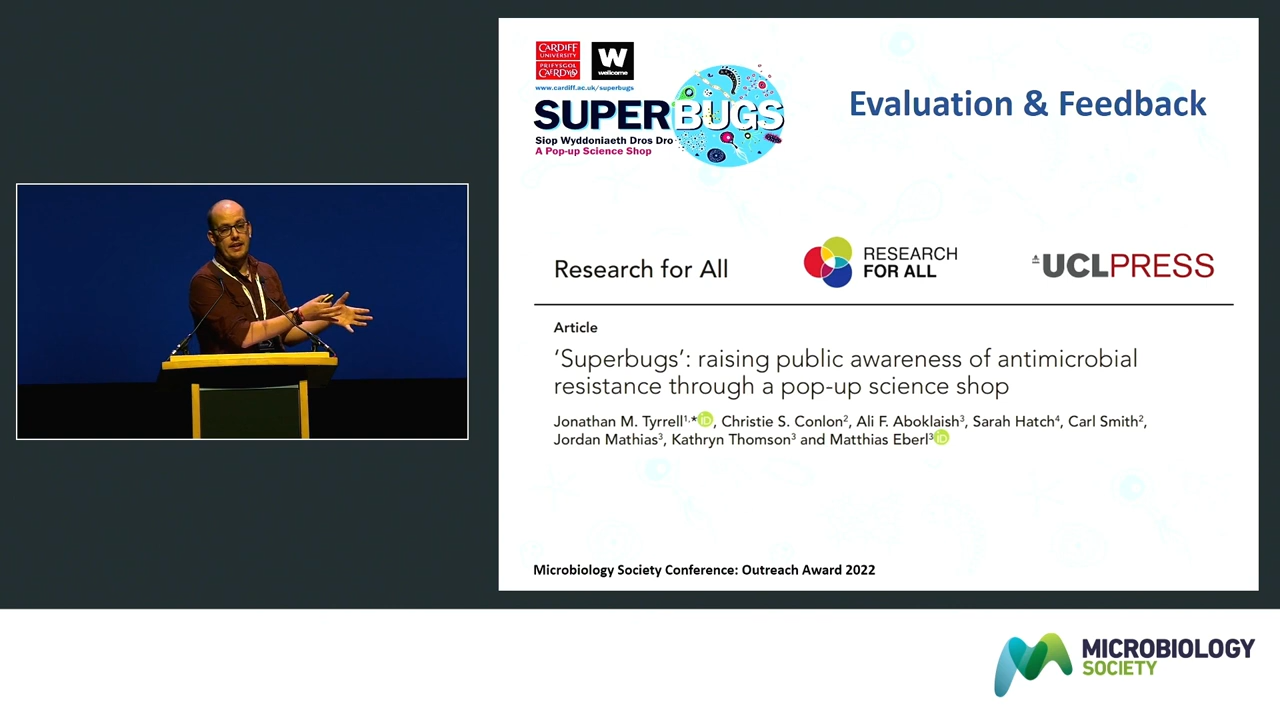 CARDIFF
UNIVERSITY
PRIFYSGOL
CAERDYDD
W
wellcome
www.cardiff.ac.uk/superbugs
SUPERBUGS
Siop Wyddoniaeth Dros Dro
A Pop-up Science Shop
Evaluation & Feedback
Research for All
RESEARCH
FOR ALL
UCLPRESS
Article
‘Superbugs’: raising public awareness of antimicrobial
resistance through a pop-up science shop
Jonathan M. Tyrrell¹,* iD, Christie S. Conlon², Ali F. Aboklaish³, Sarah Hatch⁴, Carl Smith²,
Jordan Mathias³, Kathryn Thomson³ and Matthias Eberl³ iD
Microbiology Society Conference: Outreach Award 2022
MICROBIOLOGY
SOCIETY